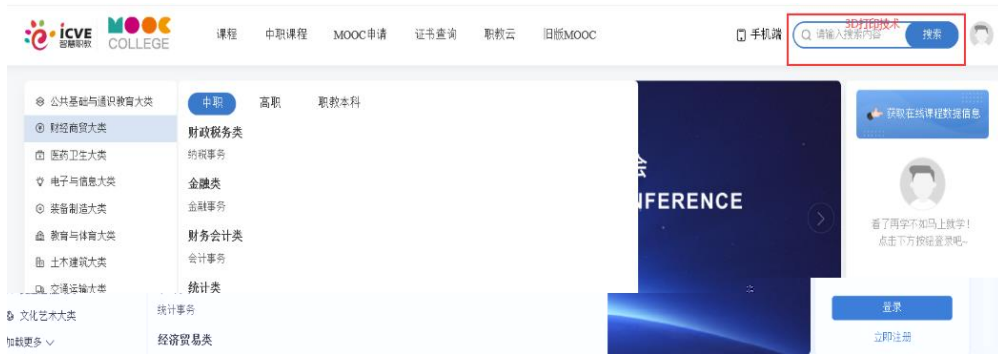 icve 智慧职教
MOOC COLLEGE
课程 中职课程 MOOC申请 证书查询 职教云 旧版MOOC
手机端
3D打印技术
请输入搜索内容
搜索
公共基础与通识教育大类
财经商贸大类
医药卫生大类
电子与信息大类
装备制造大类
教育与体育大类
土木建筑大类
交通运输大类
文化艺术大类
加载更多
中职 高职 职教本科
财政税务类
纳税事务
金融类
金融事务
财务会计类
会计事务
统计类
统计事务
经济贸易类
会
NFERENCE
获取在线课程数据信息
看了再学不如马上就学!
点击下方按钮登录吧~
登录
立即注册